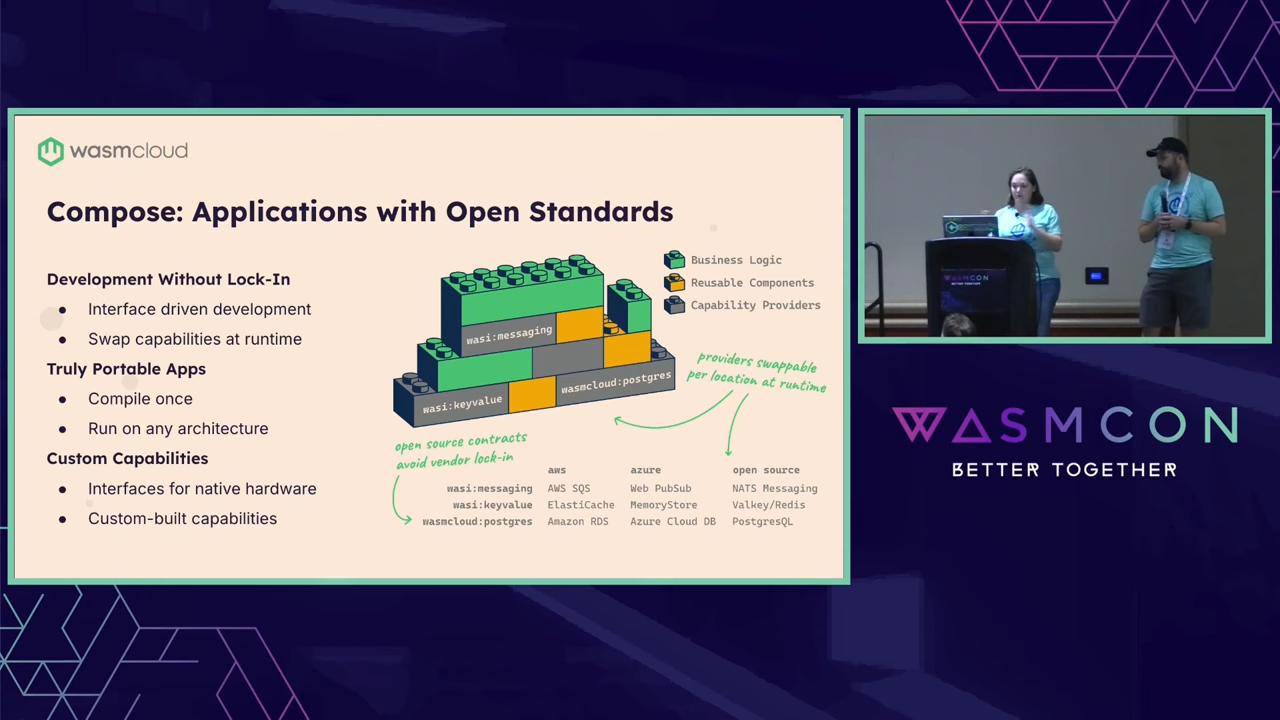 wasmcloud
Compose: Applications with Open Standards
Development Without Lock-In
● Interface driven development
● Swap capabilities at runtime
Truly Portable Apps
● Compile once
● Run on any architecture
Custom Capabilities
● Interfaces for native hardware
● Custom-built capabilities
Business Logic
Reusable Components
Capability Providers
wasi:messaging
wasi:keyvalue
wasmcloud:postgres
providers swappable
per location at runtime
open source contracts
avoid vendor lock-in
aws azure open source
wasi:messaging AWS SQS Web PubSub NATS Messaging
wasi:keyvalue ElastiCache MemoryStore Valkey/Redis
wasmcloud:postgres Amazon RDS Azure Cloud DB PostgreSQL
WASMCON
WASMCON
BETTER TOGETHER